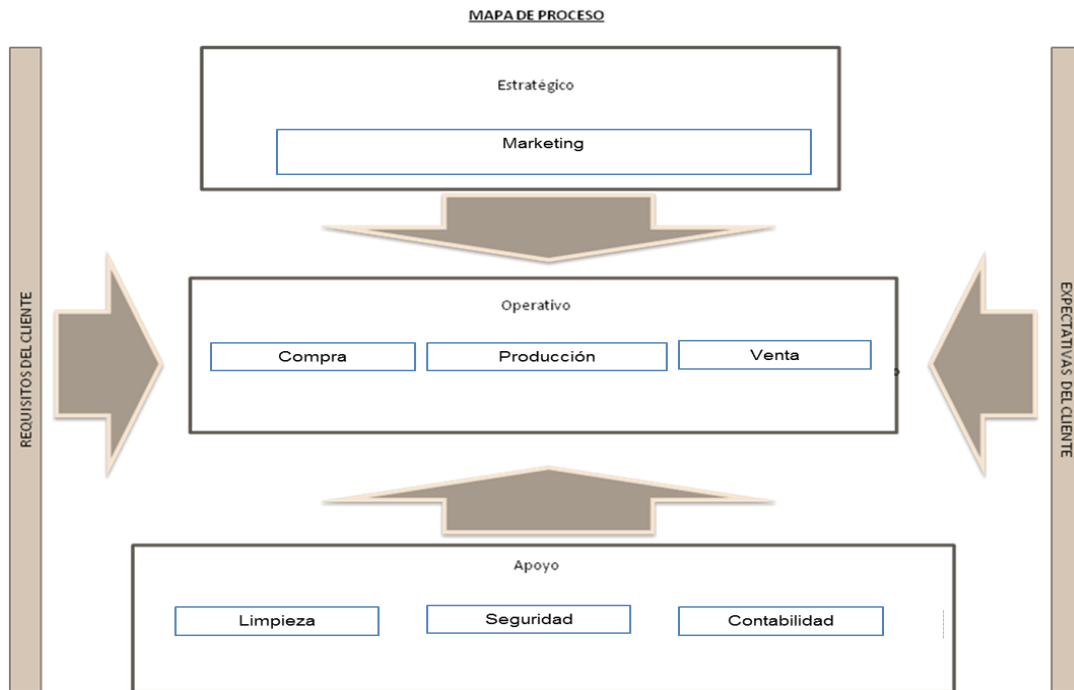 MAPA DE PROCESO
Estratégico
Marketing
REQUISITOS DEL CLIENTE
Operativo
Compra
Producción
Venta
EXPECTATIVAS DEL CLIENTE
Apoyo
Limpieza
Seguridad
Contabilidad